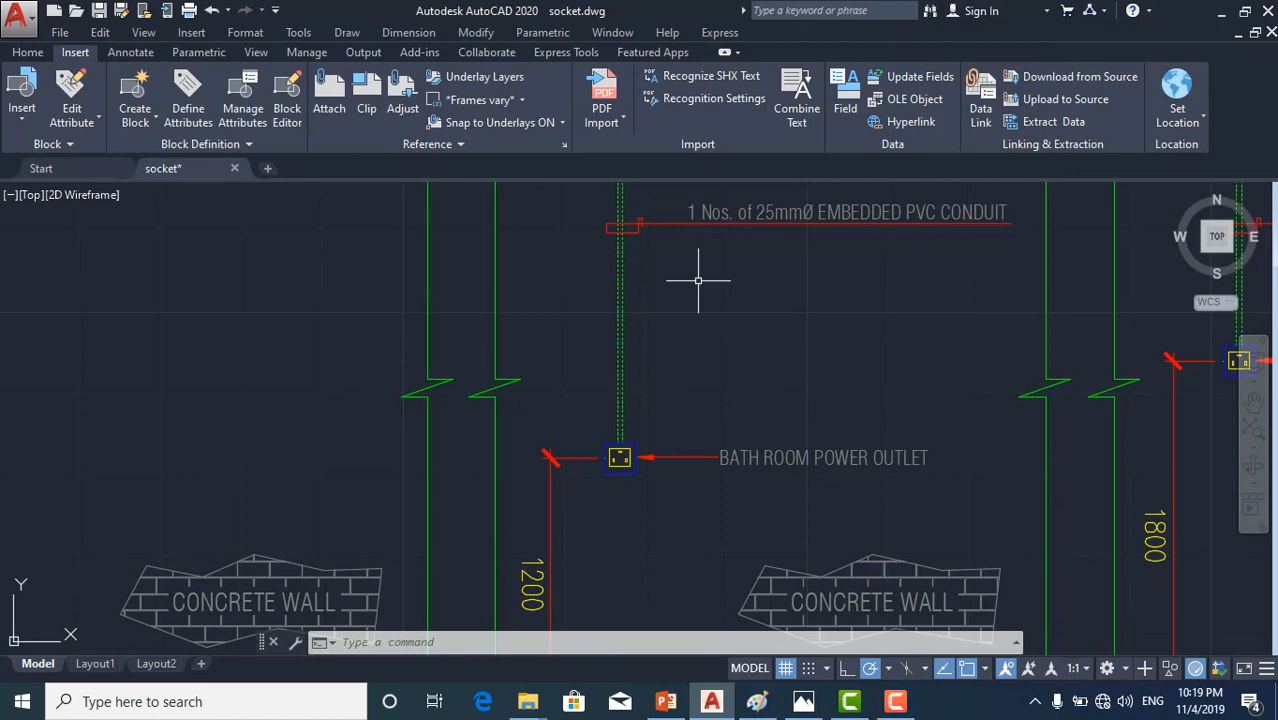 Autodesk AutoCAD 2020 socket.dwg
Type a keyword or phrase
Sign In
File Edit View Insert Format Tools Draw Dimension Modify Parametric Window Help Express
Home Insert Annotate Parametric View Manage Output Add-ins Collaborate Express Tools Featured Apps
Insert
Edit Attribute
Create Block
Define Attributes
Manage Attributes
Block Editor
Attach
Clip
Adjust
Underlay Layers
*Frames vary*
Snap to Underlays ON
PDF Import
Recognize SHX Text
Recognition Settings
Combine Text
Field
Update Fields
OLE Object
Hyperlink
Data Link
Download from Source
Upload to Source
Extract Data
Set Location
Block
Block Definition
Reference
Import
Data
Linking & Extraction
Location
Start
socket*
[−][Top][2D Wireframe]
1 Nos. of 25mmØ EMBEDDED PVC CONDUIT
N
W
TOP
E
S
WCS
BATH ROOM POWER OUTLET
1200
1800
CONCRETE WALL
CONCRETE WALL
Y
X
Type a command
Model Layout1 Layout2
MODEL
1:1
Type here to search
ENG
10:19 PM
11/4/2019
4